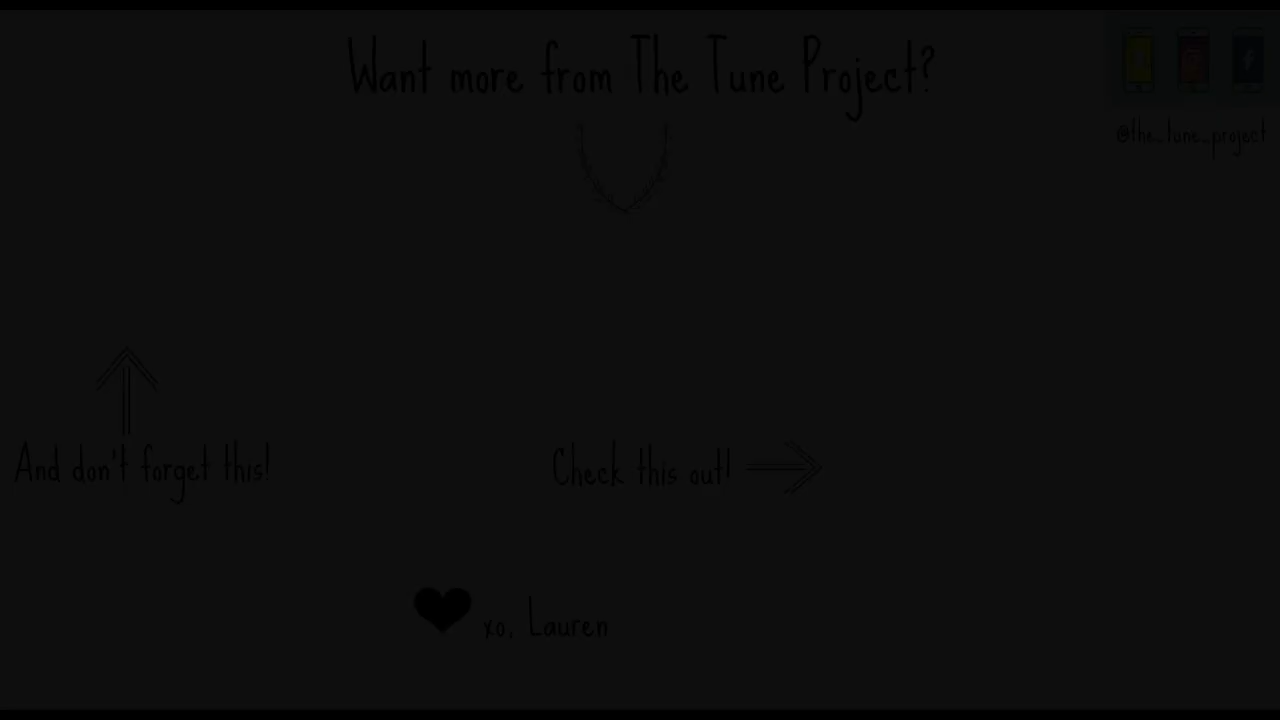 Want more from The Tune Project?
@the_tune_project
And don't forget this!
Check this out!
xo, Lauren